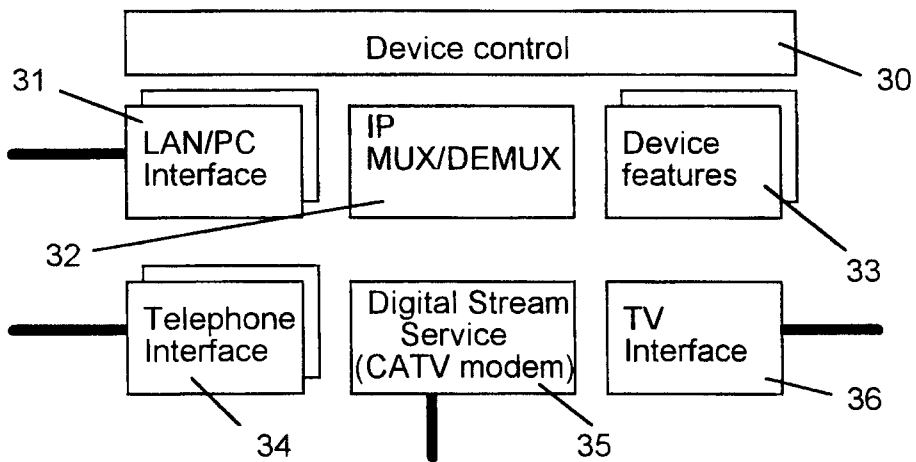 Device control
30
31
LAN/PC
Interface
IP
MUX/DEMUX
Device
features
32
33
Telephone
Interface
Digital Stream
Service
(CATV modem)
TV
Interface
34
35
36